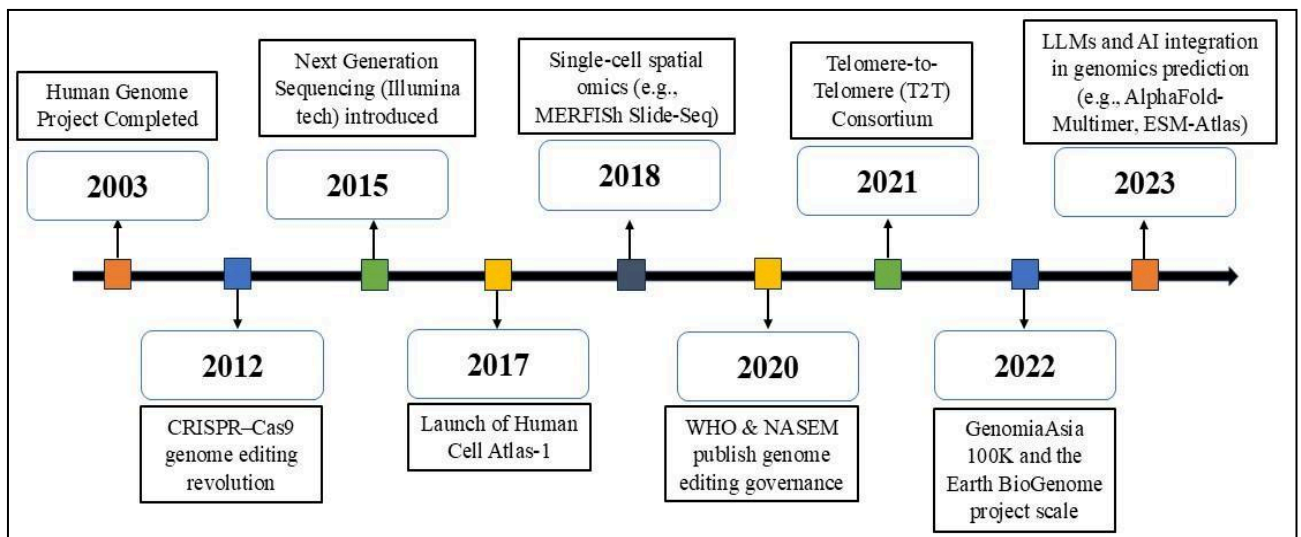 Human Genome
Project Completed
2003
2012
CRISPR–Cas9
genome editing
revolution
Next Generation
Sequencing (Illumina
tech) introduced
2015
2017
Launch of Human
Cell Atlas-1
Single-cell spatial
omics (e.g.,
MERFISh Slide-Seq)
2018
2020
WHO & NASEM
publish genome
editing governance
Telomere-to-
Telomere (T2T)
Consortium
2021
2022
GenomiaAsia
100K and the
Earth BioGenome
project scale
LLMs and AI integration
in genomics prediction
(e.g., AlphaFold-
Multimer, ESM-Atlas)
2023